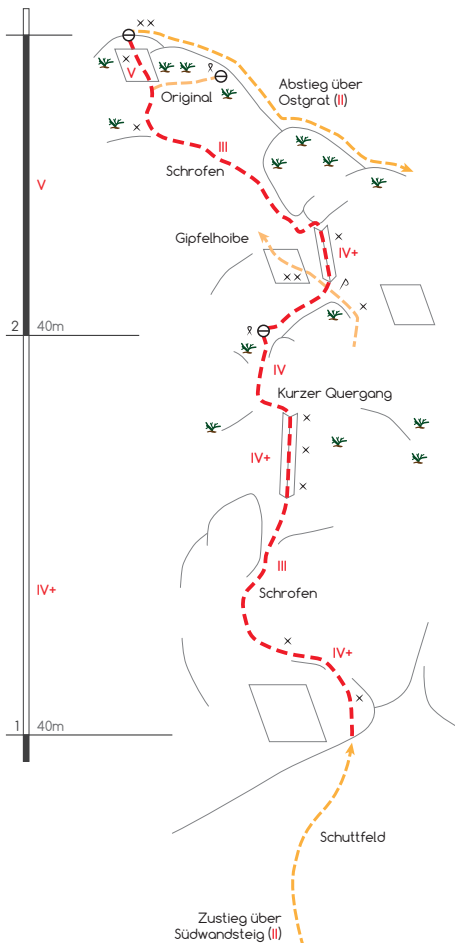 V
Original
Abstieg über
Ostgrat (II)
III
Schrofen
V
Gipfelhoibe
IV+
2 40m
IV
Kurzer Quergang
IV+
III
IV+
Schrofen
IV+
1 40m
Schuttfeld
Zustieg über
Südwandsteig (II)